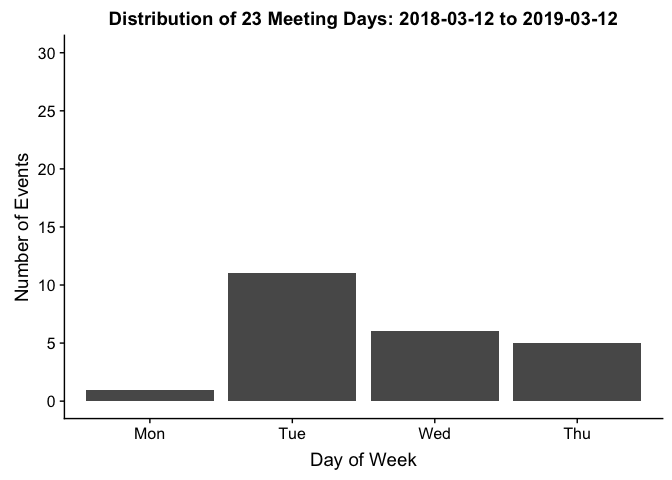 Distribution of 23 Meeting Days: 2018-03-12 to 2019-03-12
30
25
20
15
10
5
0
Number of Events
Mon Tue Wed Thu
Day of Week